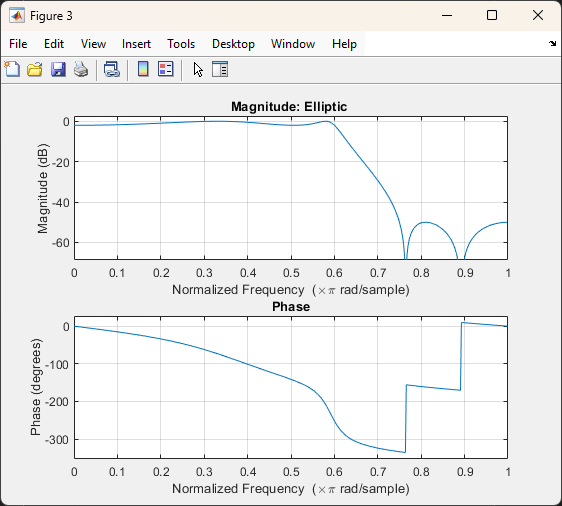 Figure 3
File Edit View Insert Tools Desktop Window Help
Magnitude: Elliptic
Magnitude (dB)
0
-20
-40
-60
0 0.1 0.2 0.3 0.4 0.5 0.6 0.7 0.8 0.9 1
Normalized Frequency (×π rad/sample)
Phase
Phase (degrees)
0
-100
-200
-300
0 0.1 0.2 0.3 0.4 0.5 0.6 0.7 0.8 0.9 1
Normalized Frequency (×π rad/sample)